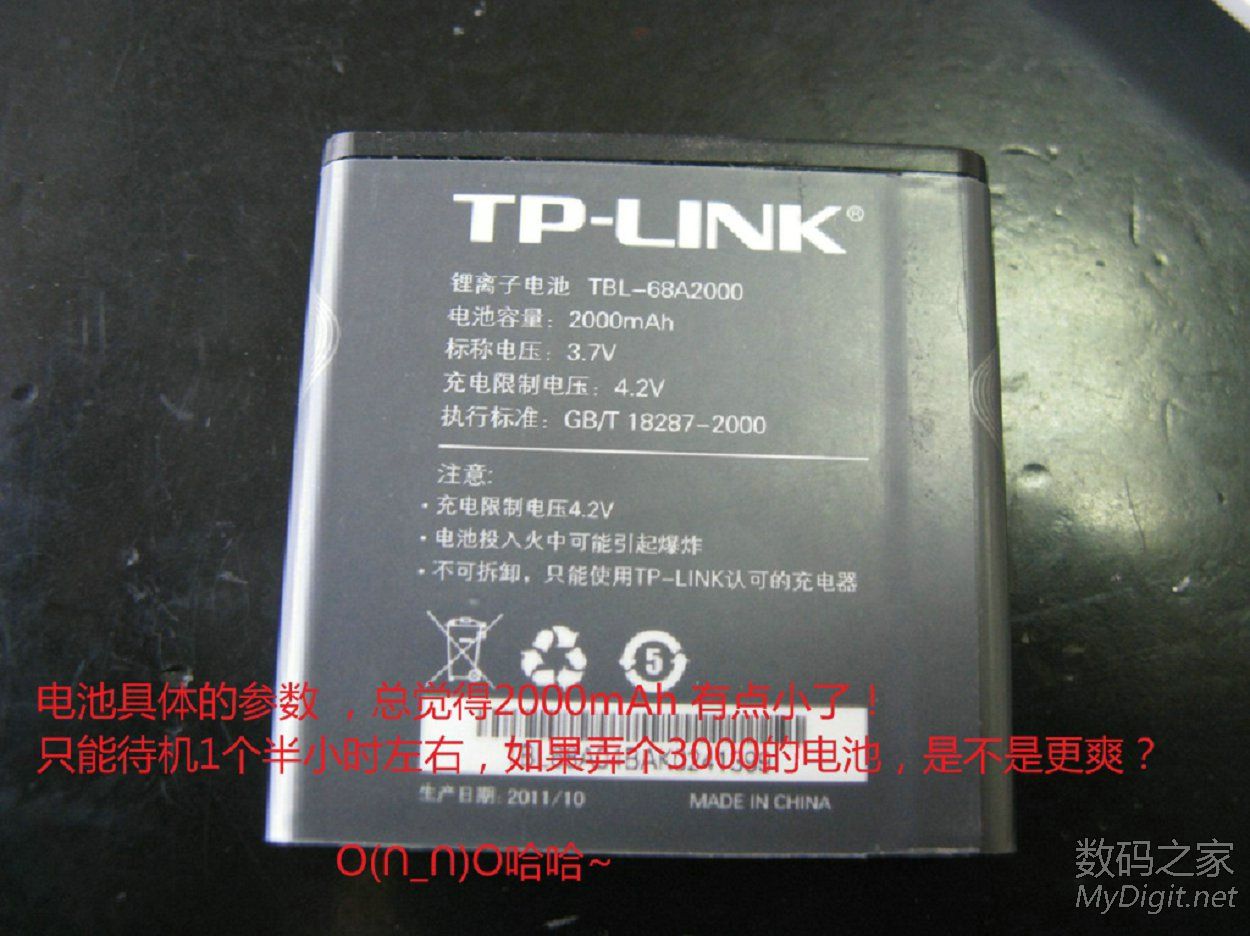 TP-LINK®
锂离子电池 TBL-68A2000
电池容量：2000mAh
标称电压：3.7V
充电限制电压：4.2V
执行标准：GB/T 18287-2000
注意:
·充电限制电压4.2V
·电池投入火中可能引起爆炸
·不可拆卸，只能使用TP-LINK认可的充电器
5
电池具体的参数 ，总觉得2000mAh 有点小了！
只能待机1个半小时左右，如果弄个3000的电池，是不是更爽？
生产日期: 2011/10 MADE IN CHINA
O(∩_∩)O哈哈~
数码之家
MyDigit.net